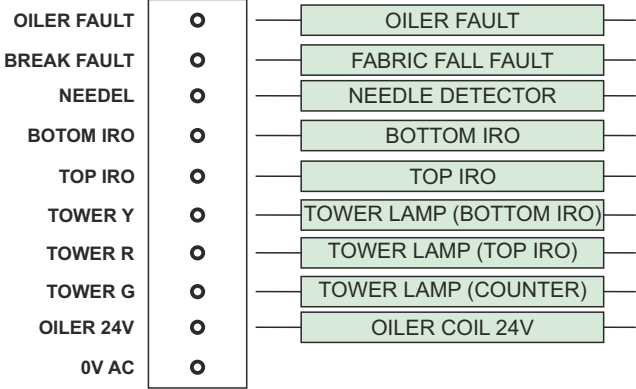 OILER FAULT OILER FAULT
BREAK FAULT FABRIC FALL FAULT
NEEDEL NEEDLE DETECTOR
BOTOM IRO BOTTOM IRO
TOP IRO TOP IRO
TOWER Y TOWER LAMP (BOTTOM IRO)
TOWER R TOWER LAMP (TOP IRO)
TOWER G TOWER LAMP (COUNTER)
OILER 24V OILER COIL 24V
0V AC